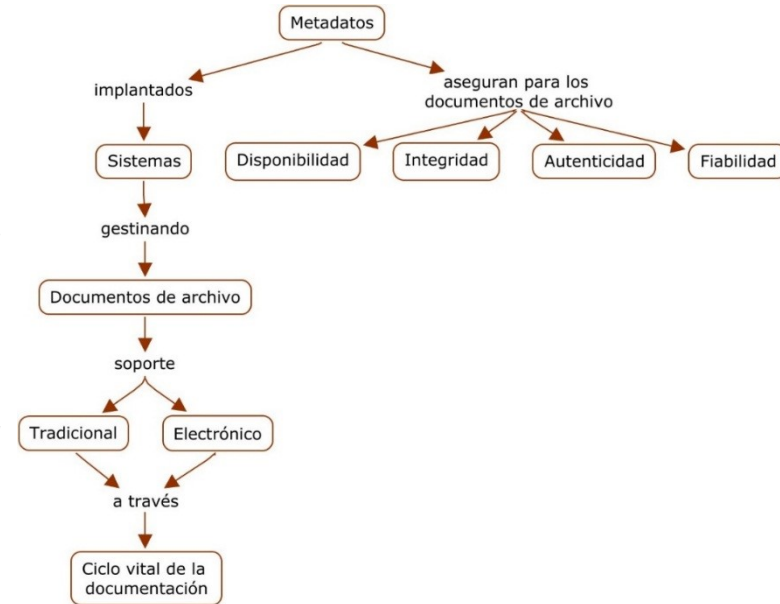 Metadatos
implantados
aseguran para los
documentos de archivo
Sistemas
Disponibilidad
Integridad
Autenticidad
Fiabilidad
gestinando
Documentos de archivo
soporte
Tradicional
Electrónico
a través
Ciclo vital de la
documentación